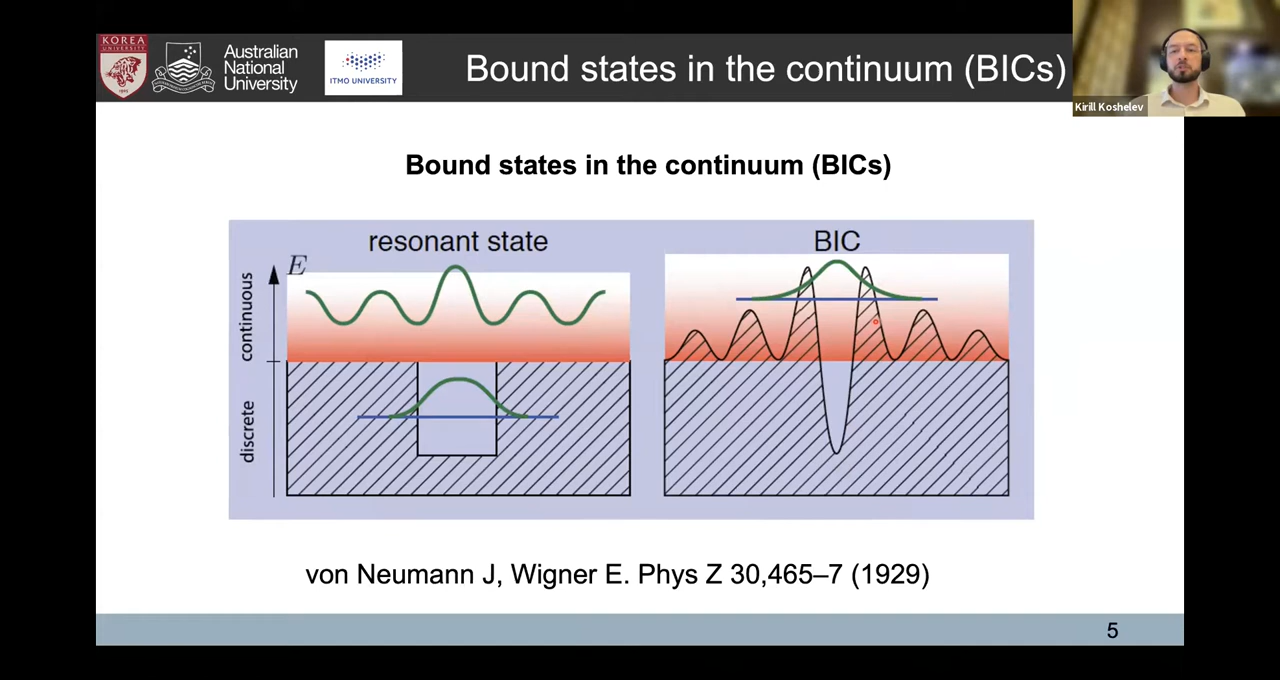 KOREA
UNIVERSITY
Australian
National
University
ITMO UNIVERSITY
Bound states in the continuum (BICs)
Kirill Koshelev
Bound states in the continuum (BICs)
resonant state
BIC
E
continuous
discrete
von Neumann J, Wigner E. Phys Z 30,465–7 (1929)
5